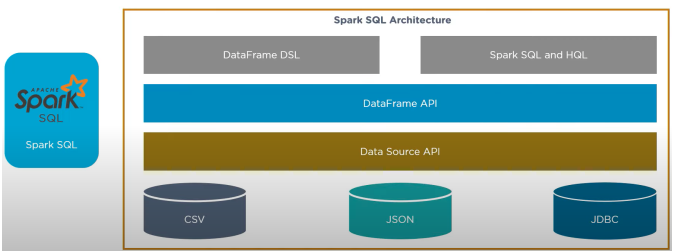 Spark SQL Architecture
DataFrame DSL
Spark SQL and HQL
APACHE
Spark
SQL
DataFrame API
Spark SQL
Data Source API
CSV
JSON
JDBC